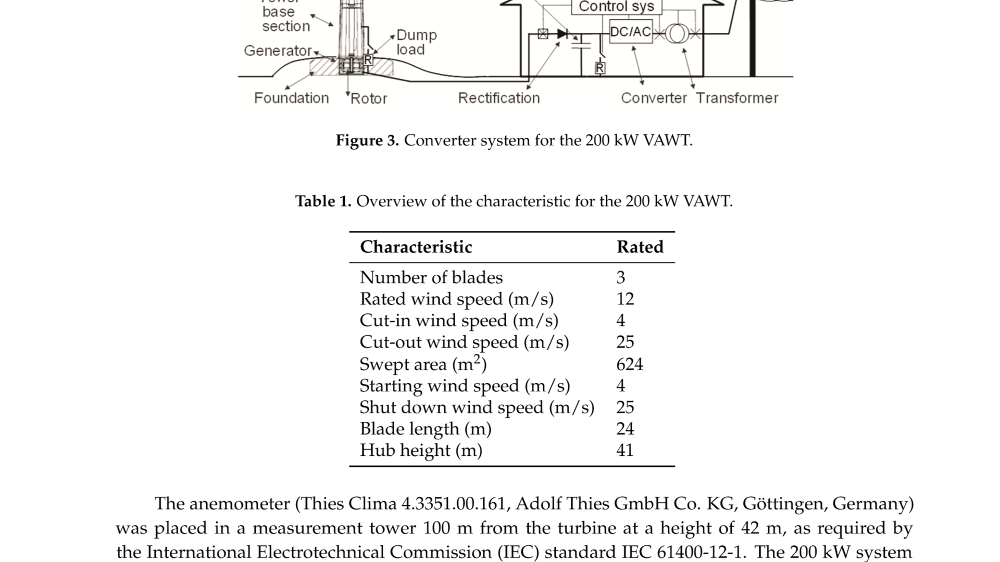 base
section
Generator
Dump
load
R
Control sys
DC/AC
R
Foundation
Rotor
Rectification
Converter
Transformer
Figure 3. Converter system for the 200 kW VAWT.
Table 1. Overview of the characteristic for the 200 kW VAWT.
Characteristic Rated
Number of blades 3
Rated wind speed (m/s) 12
Cut-in wind speed (m/s) 4
Cut-out wind speed (m/s) 25
Swept area (m²) 624
Starting wind speed (m/s) 4
Shut down wind speed (m/s) 25
Blade length (m) 24
Hub height (m) 41
The anemometer (Thies Clima 4.3351.00.161, Adolf Thies GmbH Co. KG, Göttingen, Germany)
was placed in a measurement tower 100 m from the turbine at a height of 42 m, as required by
the International Electrotechnical Commission (IEC) standard IEC 61400-12-1. The 200 kW system